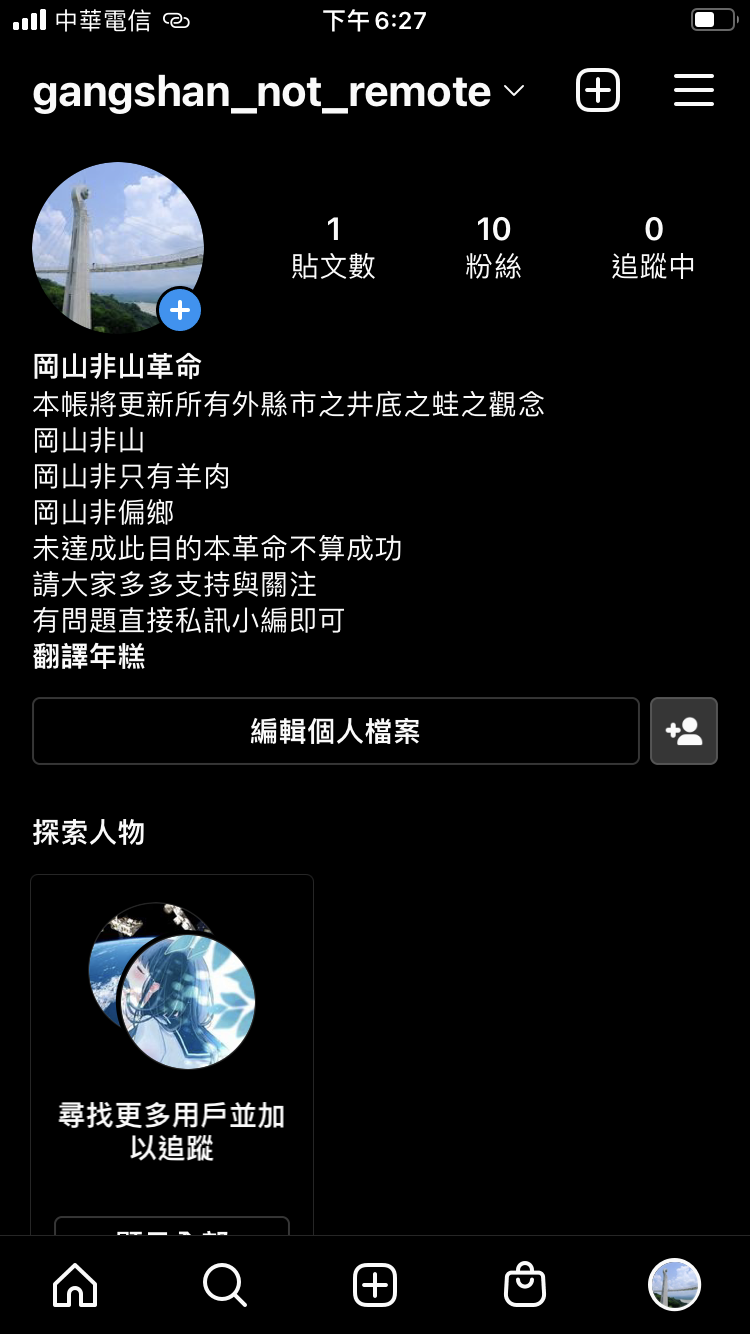 中華電信
下午6:27
gangshan_not_remote
1
貼文數
10
粉絲
0
追蹤中
岡山非山革命
本帳將更新所有外縣市之井底之蛙之觀念
岡山非山
岡山非只有羊肉
岡山非偏鄉
未達成此目的本革命不算成功
請大家多多支持與關注
有問題直接私訊小編即可
翻譯年糕
編輯個人檔案
探索人物
尋找更多用戶並加
以追蹤